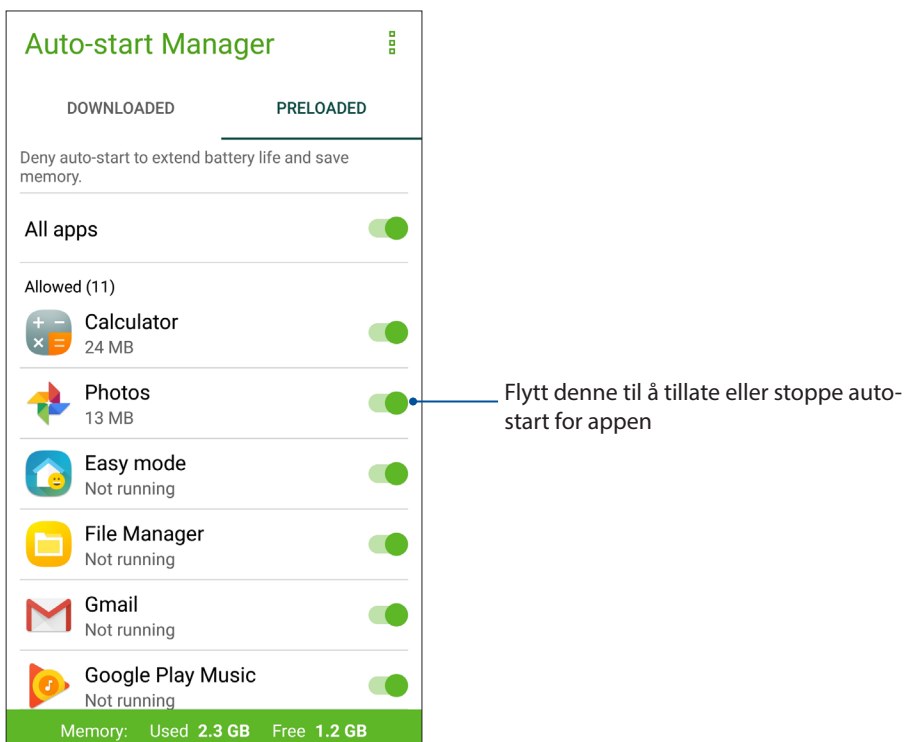 Auto-start Manager
DOWNLOADED PRELOADED
Deny auto-start to extend battery life and save
memory.
All apps
Allowed (11)
Calculator
24 MB
Photos
13 MB
Flytt denne til å tillate eller stoppe auto-
start for appen
Easy mode
Not running
File Manager
Not running
Gmail
Not running
Google Play Music
Not running
Memory: Used 2.3 GB Free 1.2 GB